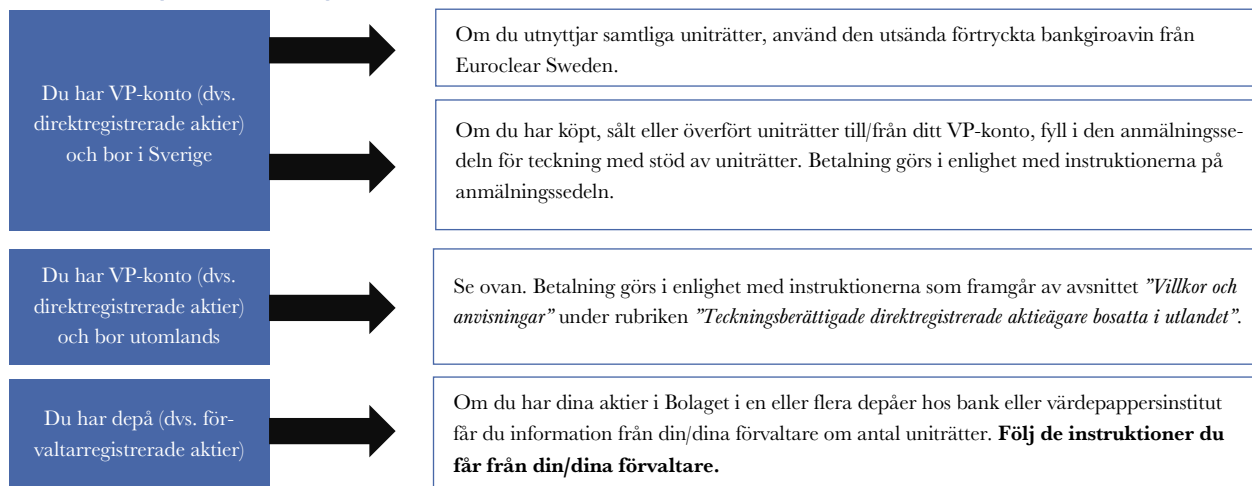 Du har VP-konto (dvs.
direktregistrerade aktier)
och bor i Sverige
Om du utnyttjar samtliga uniträtter, använd den utsända förtryckta bankgiroavin från
Euroclear Sweden.
Om du har köpt, sålt eller överfört uniträtter till/från ditt VP-konto, fyll i den anmälningsse-
deln för teckning med stöd av uniträtter. Betalning görs i enlighet med instruktionerna på
anmälningssedeln.
Du har VP-konto (dvs.
direktregistrerade aktier)
och bor utomlands
Se ovan. Betalning görs i enlighet med instruktionerna som framgår av avsnittet ”Villkor och
anvisningar” under rubriken ”Teckningsberättigade direktregistrerade aktieägare bosatta i utlandet”.
Du har depå (dvs. för-
valtarregistrerade aktier)
Om du har dina aktier i Bolaget i en eller flera depåer hos bank eller värdepappersinstitut
får du information från din/dina förvaltare om antal uniträtter. Följ de instruktioner du
får från din/dina förvaltare.